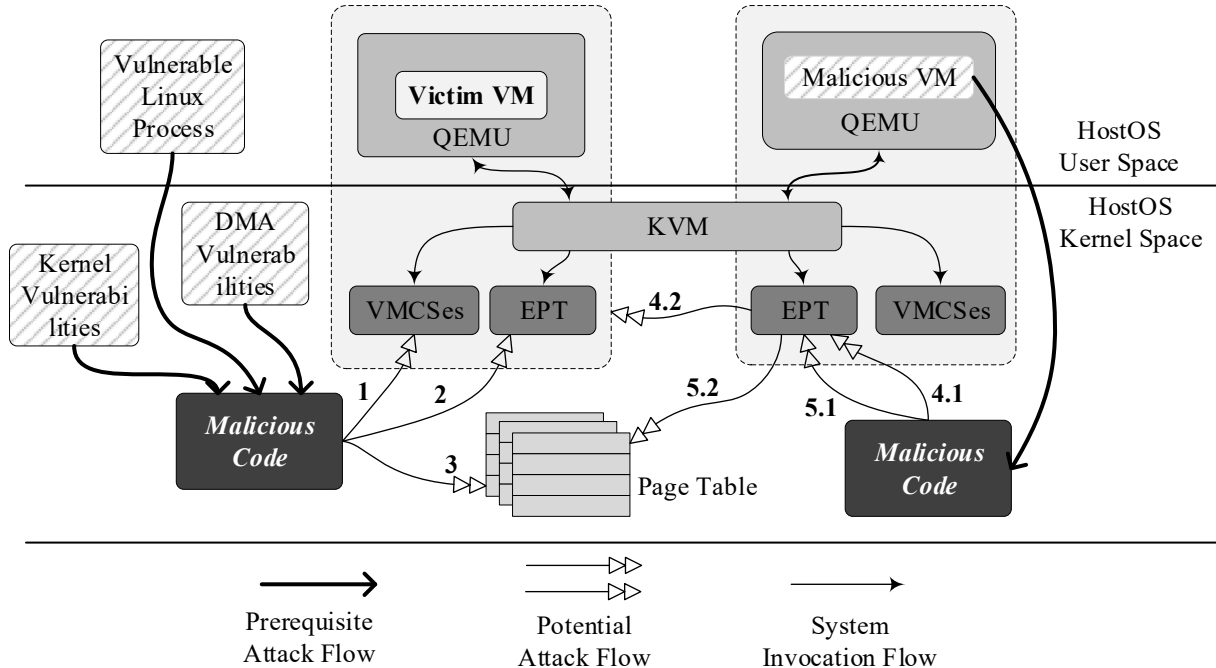 Vulnerable
Linux
Process
Victim VM
QEMU
Malicious VM
QEMU
HostOS
User Space
HostOS
Kernel Space
DMA
Vulnerab
ilities
Kernel
Vulnerabi
lities
KVM
VMCSes
EPT
4.2
EPT
VMCSes
1
2
5.2
5.1
4.1
Malicious
Code
3
Page Table
Malicious
Code
Prerequisite
Attack Flow
Potential
Attack Flow
System
Invocation Flow